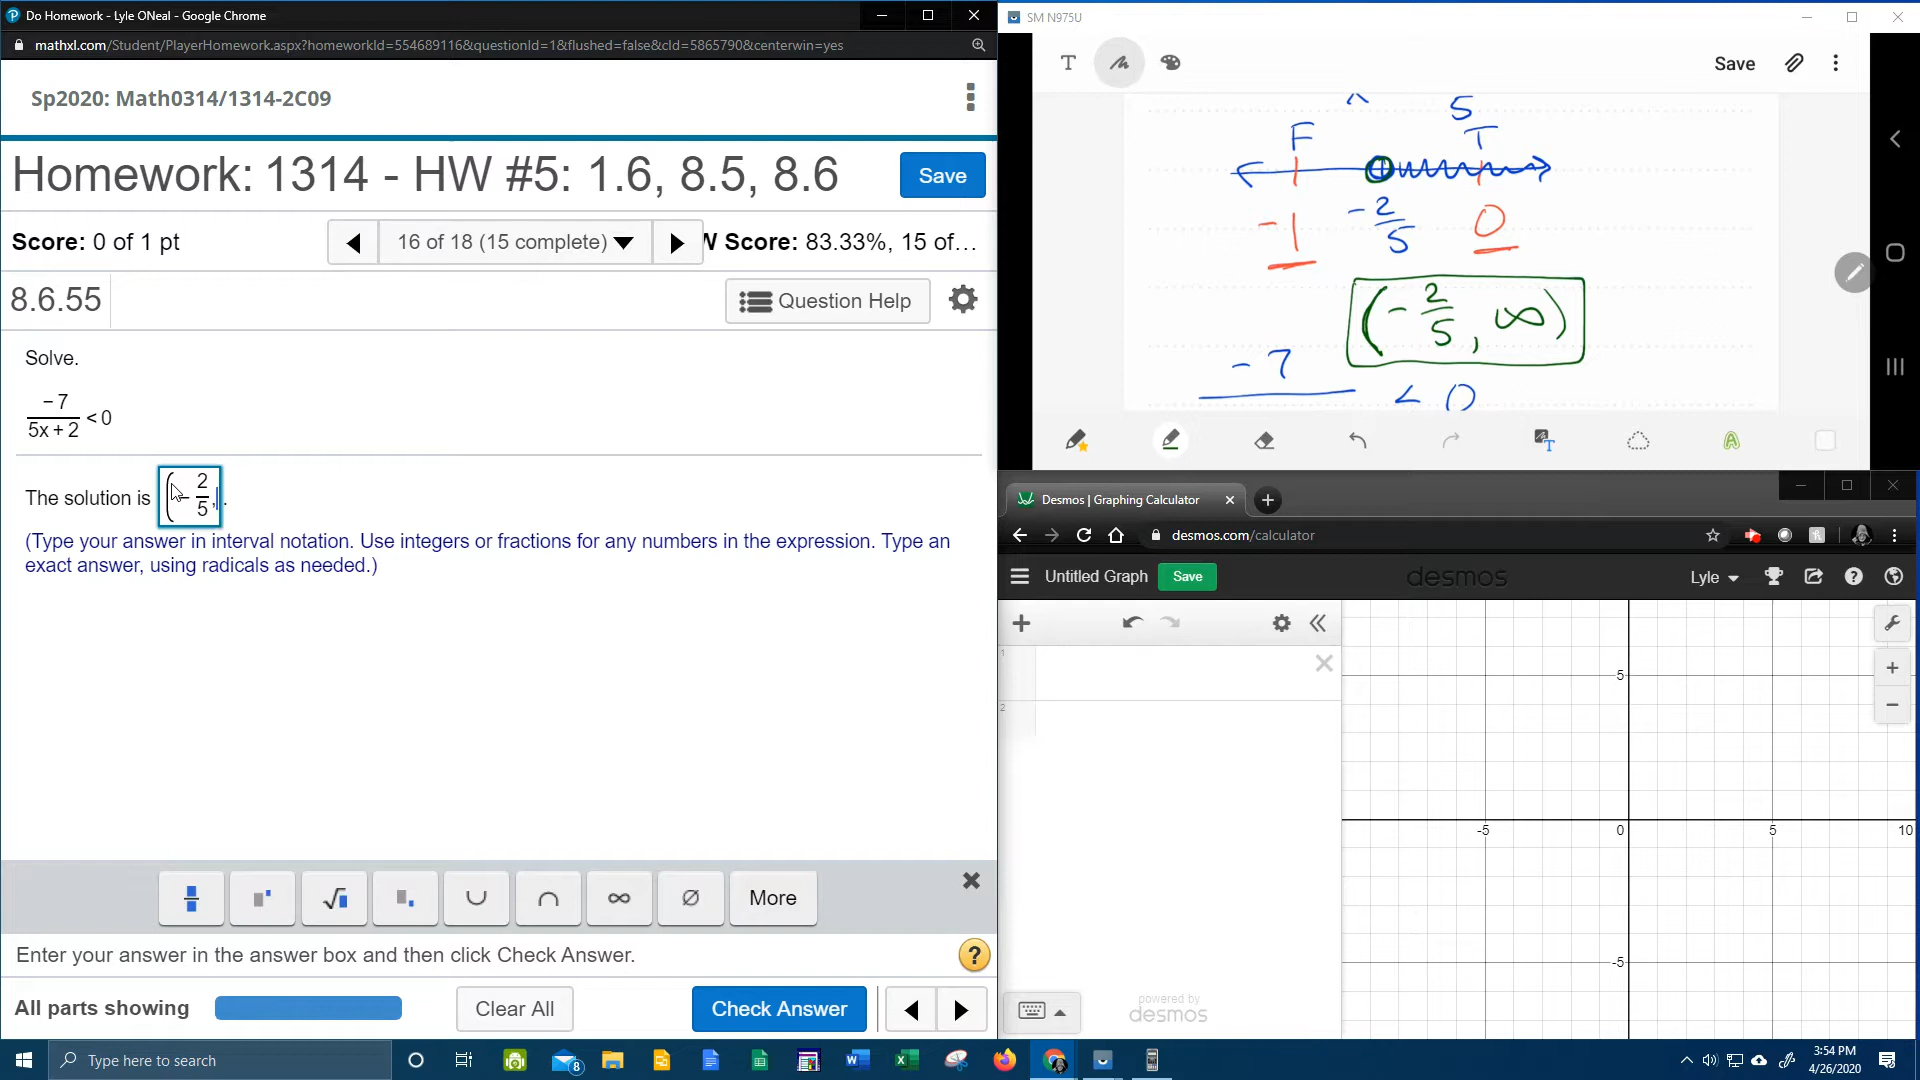 Do Homework - Lyle ONeal - Google Chrome
mathxl.com/Student/PlayerHomework.aspx?homeworkId=554689116&questionId=1&flushed=false&cId=5865790&centerwin=yes
Sp2020: Math0314/1314-2C09
Homework: 1314 - HW #5: 1.6, 8.5, 8.6
Save
Score: 0 of 1 pt
16 of 18 (15 complete)
W Score: 83.33%, 15 of…
8.6.55
Question Help
Solve.
-7
5x + 2
< 0
The solution is ( - 2/5, .
(Type your answer in interval notation. Use integers or fractions for any numbers in the expression. Type an
exact answer, using radicals as needed.)
∪
∩
∞
∅
More
Enter your answer in the answer box and then click Check Answer.
?
All parts showing
Clear All
Check Answer
SM N975U
T
Save
5
F
T
-1
-2/5
0
(-2/5, ∞)
-7
< 0
T
A
Desmos | Graphing Calculator
desmos.com/calculator
Untitled Graph
Save
desmos
Lyle
1
2
5
-5
0
5
10
-5
powered by
desmos
Type here to search
8
3:54 PM
4/26/2020